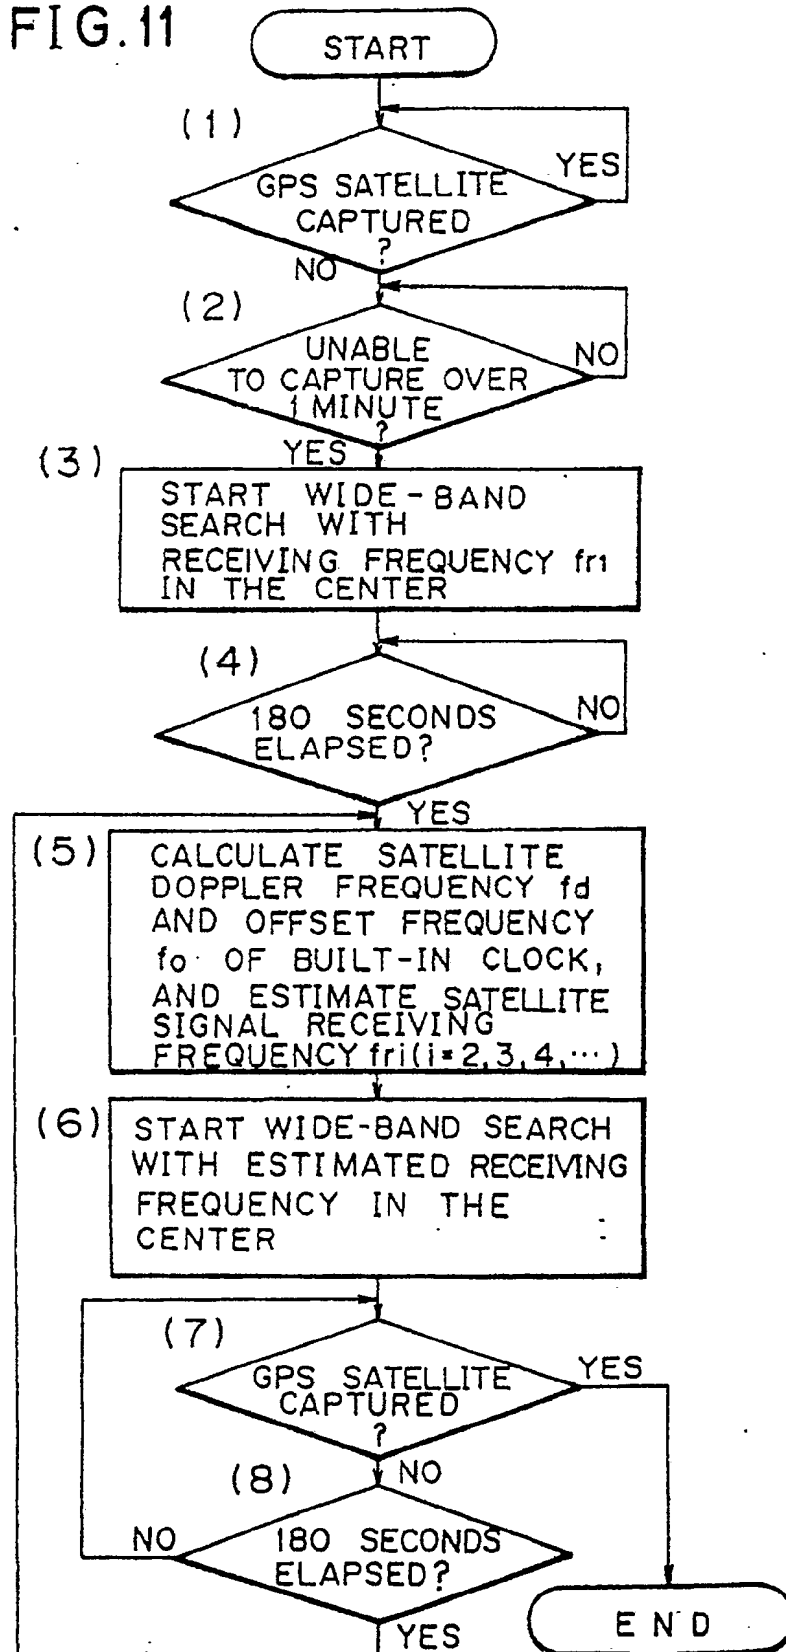 FIG.11
START
(1)
GPS SATELLITE
CAPTURED
?
YES
NO
(2)
UNABLE
TO CAPTURE OVER
1 MINUTE
?
NO
YES
(3)
START WIDE-BAND
SEARCH WITH
RECEIVING FREQUENCY fr1
IN THE CENTER
(4)
180 SECONDS
ELAPSED?
NO
YES
(5)
CALCULATE SATELLITE
DOPPLER FREQUENCY fd
AND OFFSET FREQUENCY
fo OF BUILT-IN CLOCK,
AND ESTIMATE SATELLITE
SIGNAL RECEIVING
FREQUENCY fri(i=2,3,4,…)
(6)
START WIDE-BAND SEARCH
WITH ESTIMATED RECEIVING
FREQUENCY IN THE
CENTER
(7)
GPS SATELLITE
CAPTURED
?
YES
NO
(8)
180 SECONDS
ELAPSED?
NO
YES
END